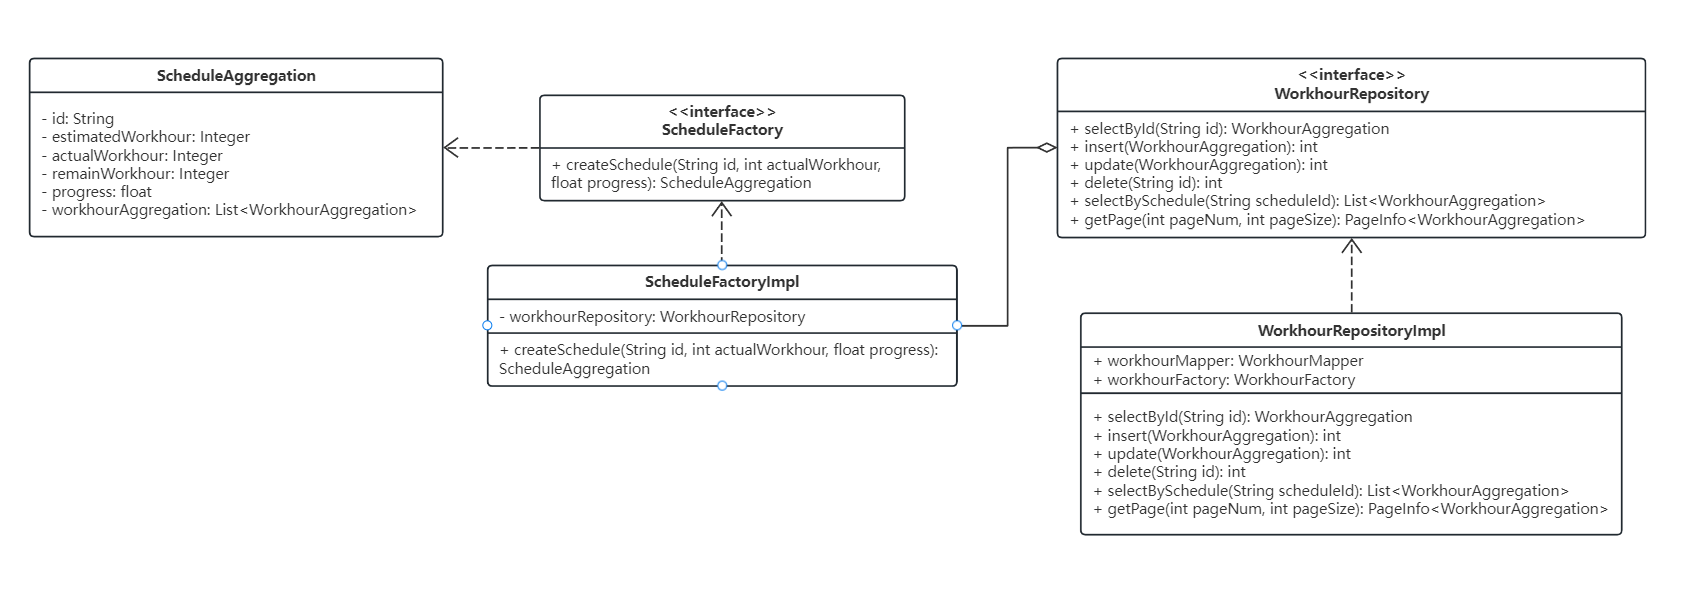 ScheduleAggregation
- id: String
- estimatedWorkhour: Integer
- actualWorkhour: Integer
- remainWorkhour: Integer
- progress: float
- workhourAggregation: List<WorkhourAggregation>
<<interface>>
ScheduleFactory
+ createSchedule(String id, int actualWorkhour,
float progress): ScheduleAggregation
ScheduleFactoryImpl
- workhourRepository: WorkhourRepository
+ createSchedule(String id, int actualWorkhour, float progress):
ScheduleAggregation
<<interface>>
WorkhourRepository
+ selectById(String id): WorkhourAggregation
+ insert(WorkhourAggregation): int
+ update(WorkhourAggregation): int
+ delete(String id): int
+ selectBySchedule(String scheduleId): List<WorkhourAggregation>
+ getPage(int pageNum, int pageSize): PageInfo<WorkhourAggregation>
WorkhourRepositoryImpl
+ workhourMapper: WorkhourMapper
+ workhourFactory: WorkhourFactory
+ selectById(String id): WorkhourAggregation
+ insert(WorkhourAggregation): int
+ update(WorkhourAggregation): int
+ delete(String id): int
+ selectBySchedule(String scheduleId): List<WorkhourAggregation>
+ getPage(int pageNum, int pageSize): PageInfo<WorkhourAggregation>